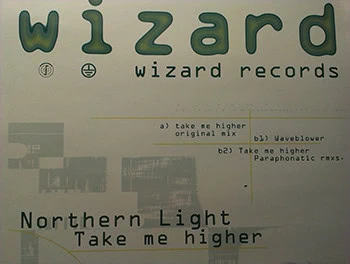 wizard
wizard records
a) take me higher
original mix
b1) Waveblower
b2) Take me higher
Paraphonatic rmxs.
Northern Light
Take me higher